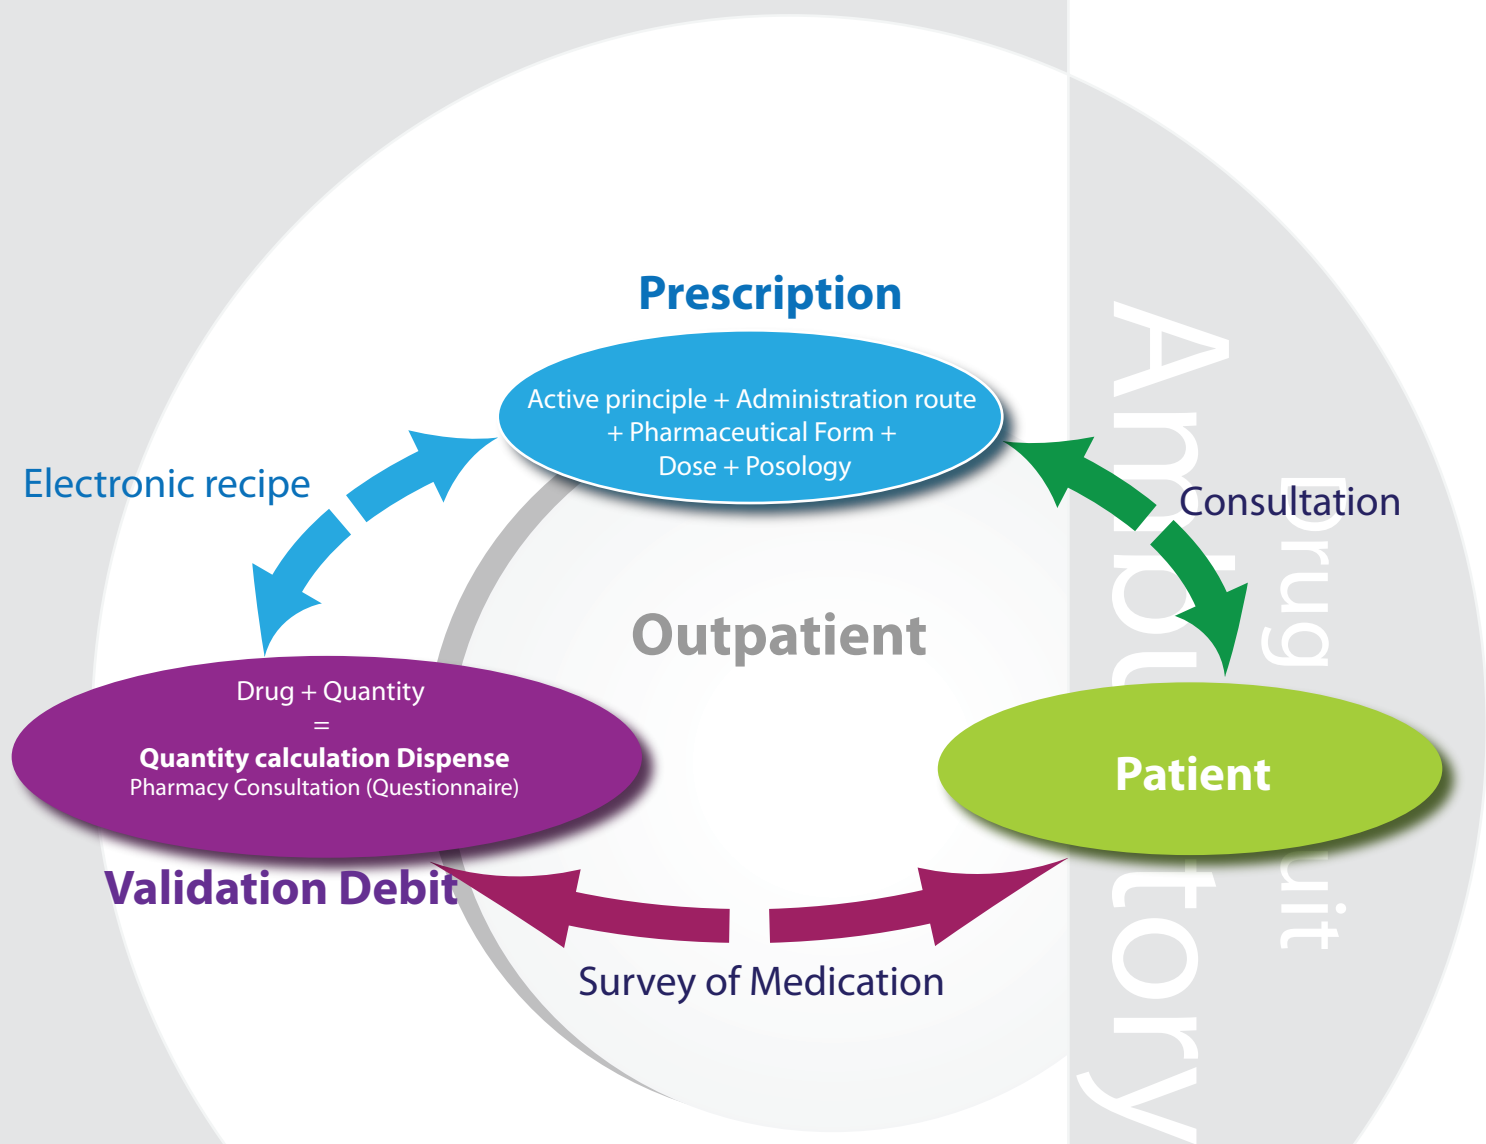 Prescription
Active principle + Administration route
+ Pharmaceutical Form +
Dose + Posology
Electronic recipe
Consultation
Outpatient
Drug + Quantity
=
Quantity calculation Dispense
Pharmacy Consultation (Questionnaire)
Validation Debit
Patient
Survey of Medication
Drug